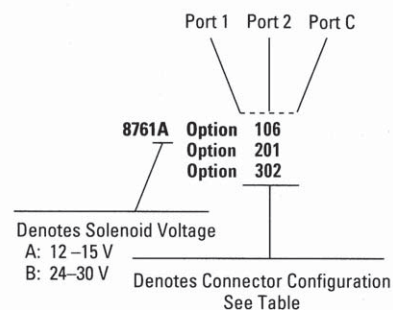 Port 1 Port 2 Port C
8761A Option 106
Option 201
Option 302
Denotes Solenoid Voltage
A: 12–15 V
B: 24–30 V
Denotes Connector Configuration
See Table